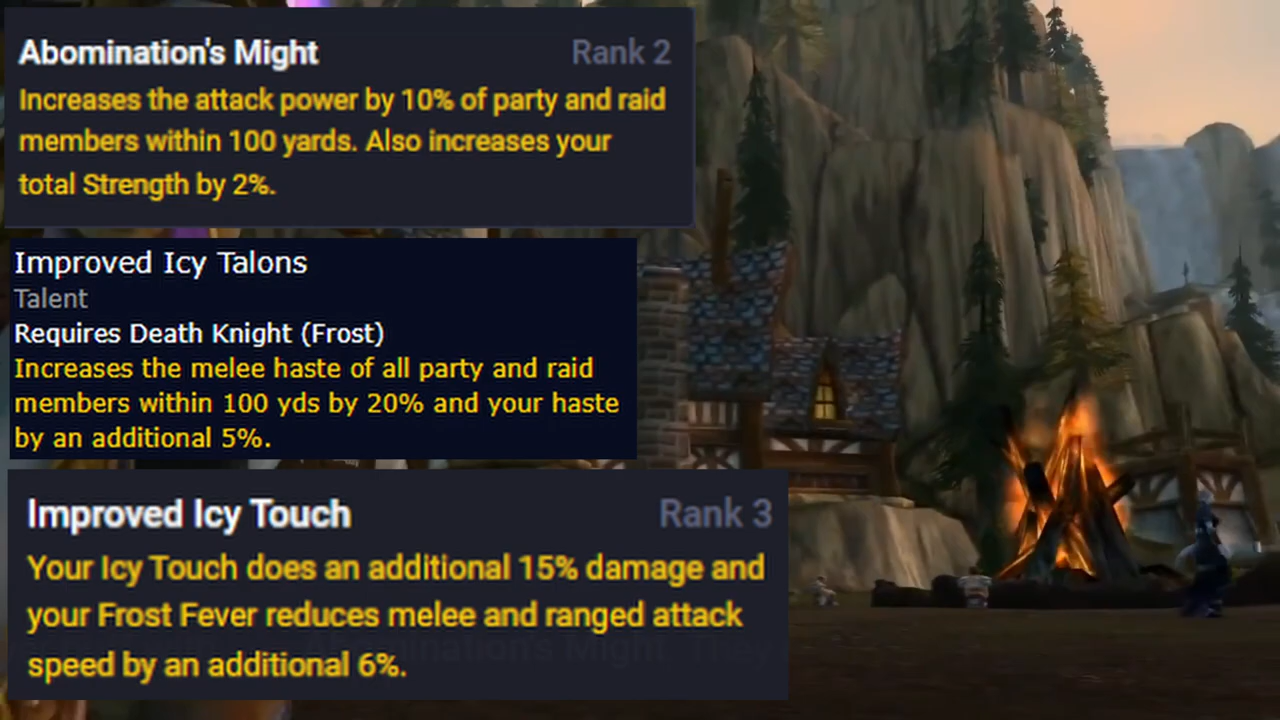 Abomination's Might Rank 2
Increases the attack power by 10% of party and raid
members within 100 yards. Also increases your
total Strength by 2%.
Improved Icy Talons
Talent
Requires Death Knight (Frost)
Increases the melee haste of all party and raid
members within 100 yds by 20% and your haste
by an additional 5%.
Improved Icy Touch Rank 3
Your Icy Touch does an additional 15% damage and
your Frost Fever reduces melee and ranged attack
speed by an additional 6%.